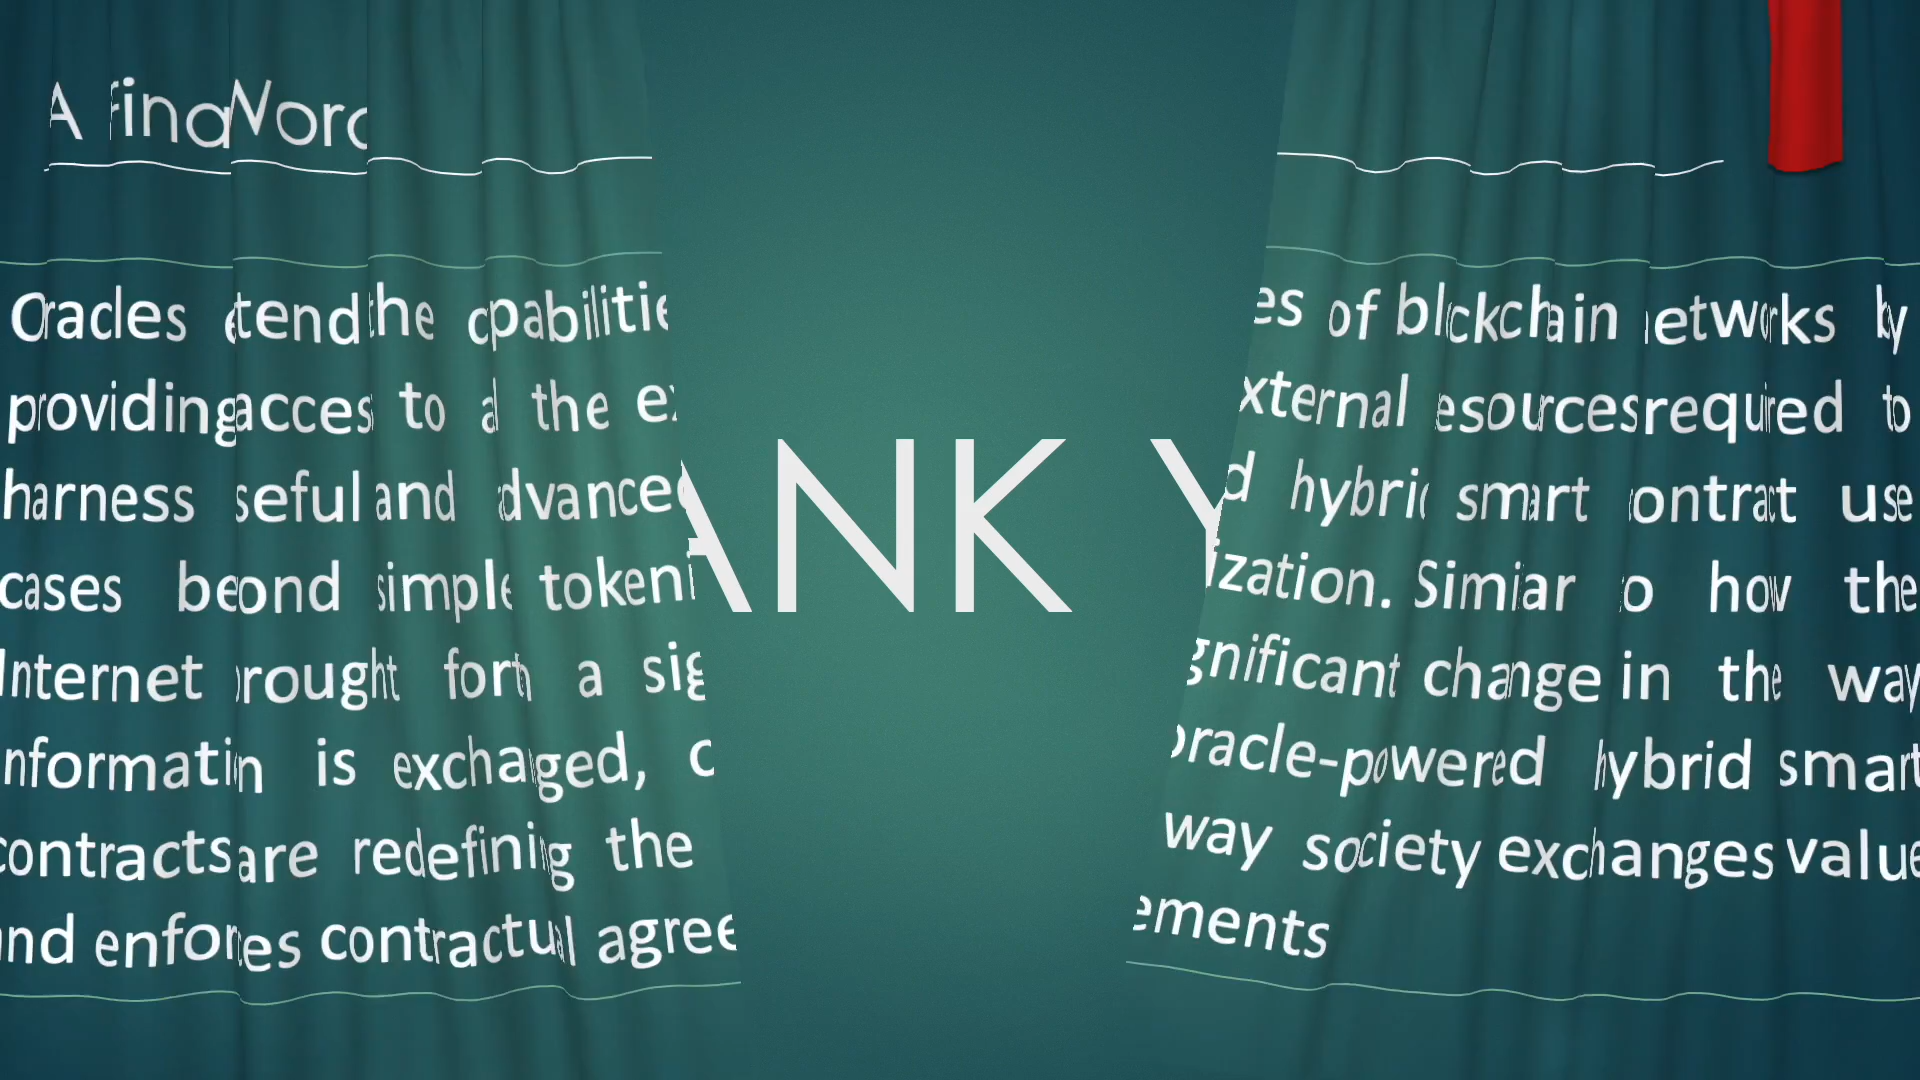 A final Word
Oracles extend the capabilities of blockchain networks by
providing access to all the external resources required to
harness useful and advanced hybrid smart contract use
cases beyond simple tokenization. Similar to how the
Internet brought forth a significant change in the way
information is exchanged, oracle-powered hybrid smart
contracts are redefining the way society exchanges value
and enforces contractual agreements
ANK Y